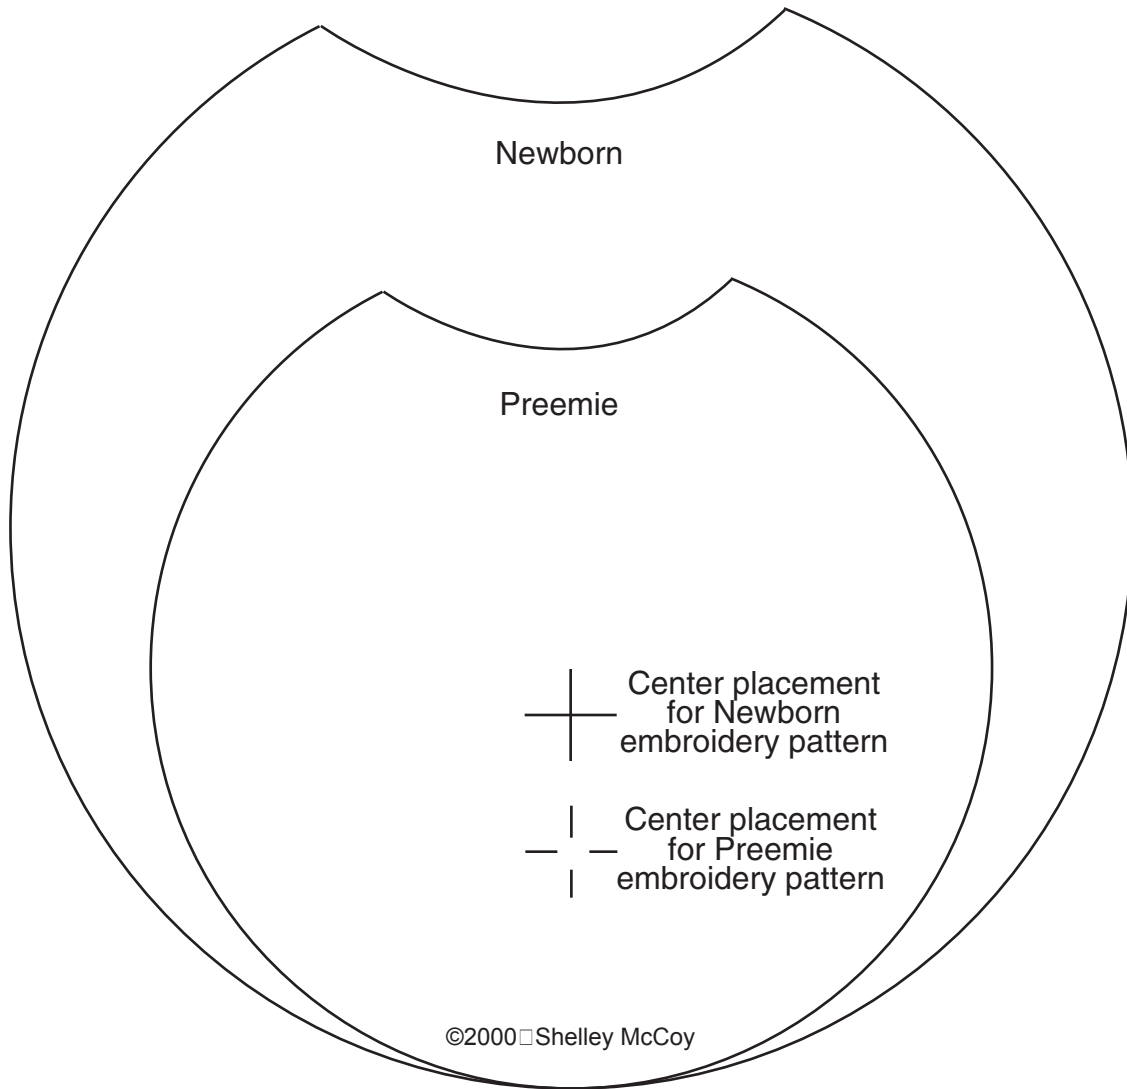 Newborn
Preemie
Center placement
for Newborn
embroidery pattern
Center placement
for Preemie
embroidery pattern
©2000□Shelley McCoy